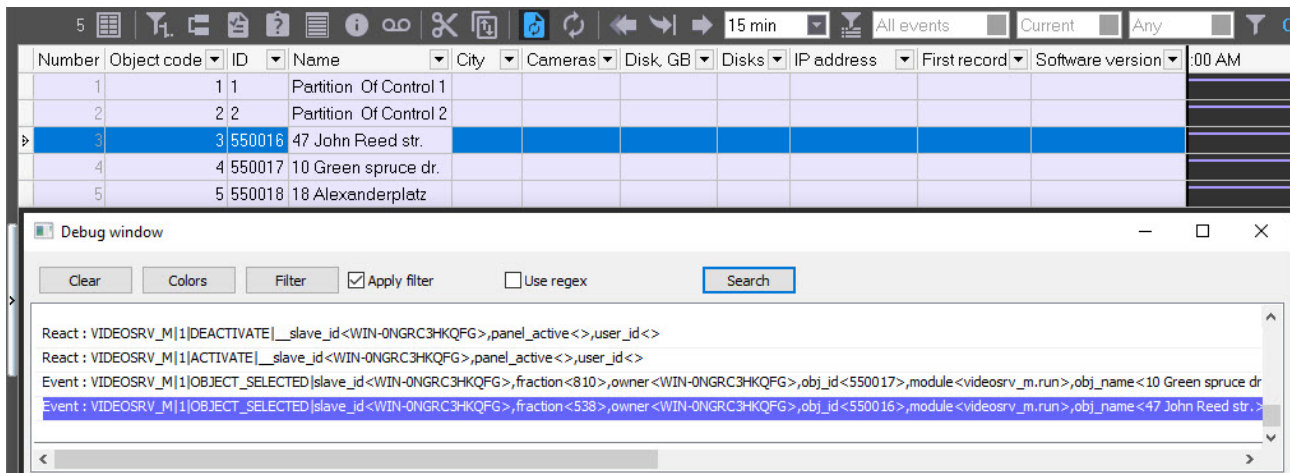 5 15 min All events Current Any
Number Object code ID Name City Cameras Disk, GB Disks IP address First record Software version :00 AM
1 1 1 Partition Of Control 1
2 2 2 Partition Of Control 2
3 3 550016 47 John Reed str.
4 4 550017 10 Green spruce dr.
5 5 550018 18 Alexanderplatz
Debug window
Clear Colors Filter Apply filter Use regex Search
React : VIDEOSRV_M|1|DEACTIVATE|__slave_id<WIN-0NGRC3HKQFG>,panel_active<>,user_id<>
React : VIDEOSRV_M|1|ACTIVATE|__slave_id<WIN-0NGRC3HKQFG>,panel_active<>,user_id<>
Event : VIDEOSRV_M|1|OBJECT_SELECTED|slave_id<WIN-0NGRC3HKQFG>,fraction<810>,owner<WIN-0NGRC3HKQFG>,obj_id<550017>,module<videosrv_m.run>,obj_name<10 Green spruce dr
Event : VIDEOSRV_M|1|OBJECT_SELECTED|slave_id<WIN-0NGRC3HKQFG>,fraction<538>,owner<WIN-0NGRC3HKQFG>,obj_id<550016>,module<videosrv_m.run>,obj_name<47 John Reed str.>